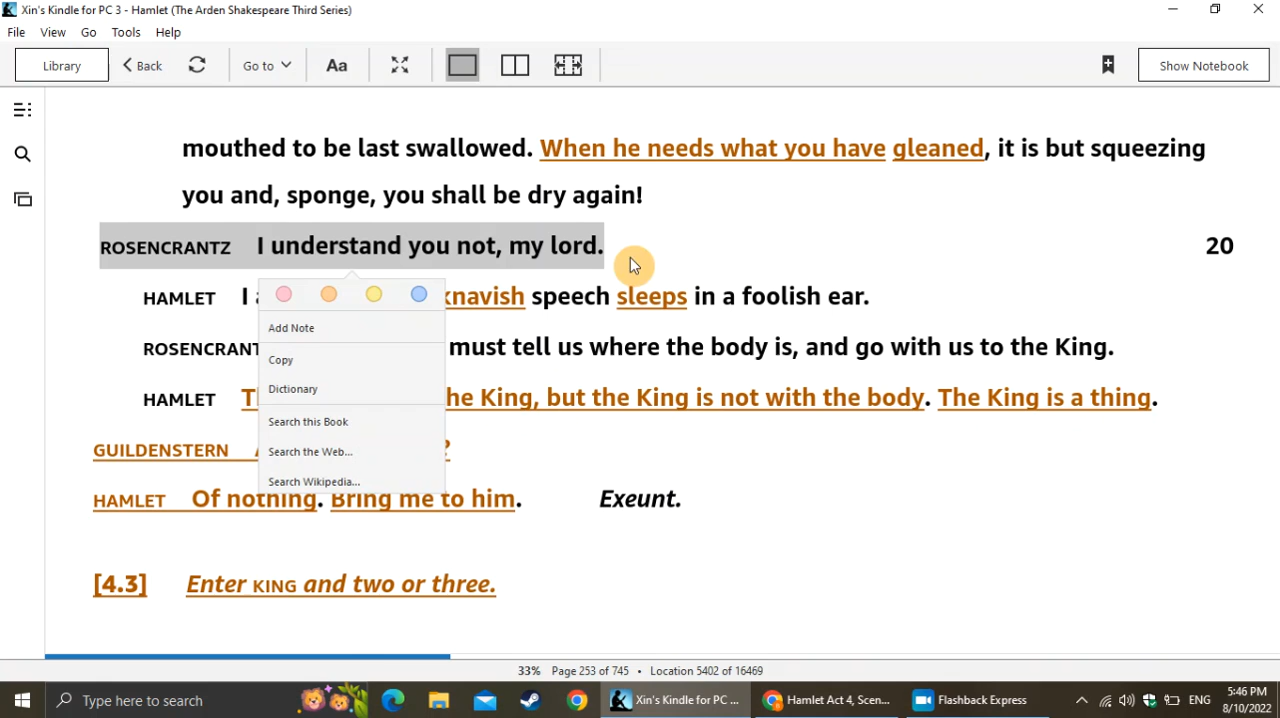 Xin's Kindle for PC 3 - Hamlet (The Arden Shakespeare Third Series)
File View Go Tools Help
Library Back Go to Aa Show Notebook
mouthed to be last swallowed. When he needs what you have gleaned, it is but squeezing
you and, sponge, you shall be dry again!
ROSENCRANTZ I understand you not, my lord. 20
HAMLET I knavish speech sleeps in a foolish ear.
must tell us where the body is, and go with us to the King.
HAMLET the King, but the King is not with the body. The King is a thing.
GUILDENSTERN
HAMLET Of nothing. Bring me to him. Exeunt.
[4.3] Enter KING and two or three.
Add Note
Copy
Dictionary
Search this Book
Search the Web...
Search Wikipedia...
33% Page 253 of 745 • Location 5402 of 16469
Type here to search
Xin's Kindle for PC ...
Hamlet Act 4, Scen...
Flashback Express
ENG
5:46 PM
8/10/2022